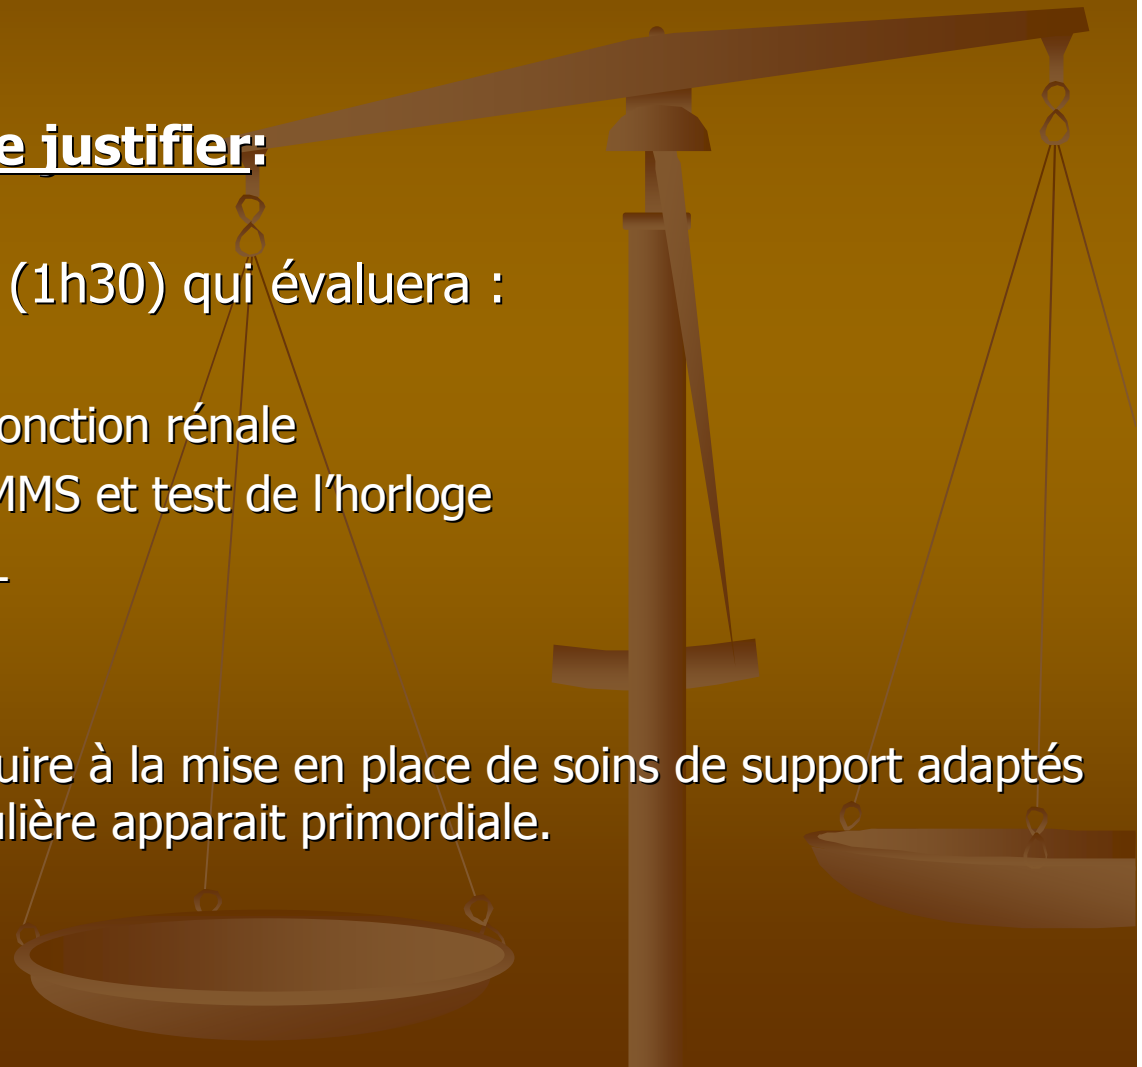 e justifier:
(1h30) qui évaluera :
onction rénale
MMS et test de l’horloge
uire à la mise en place de soins de support adaptés
ulière apparait primordiale.